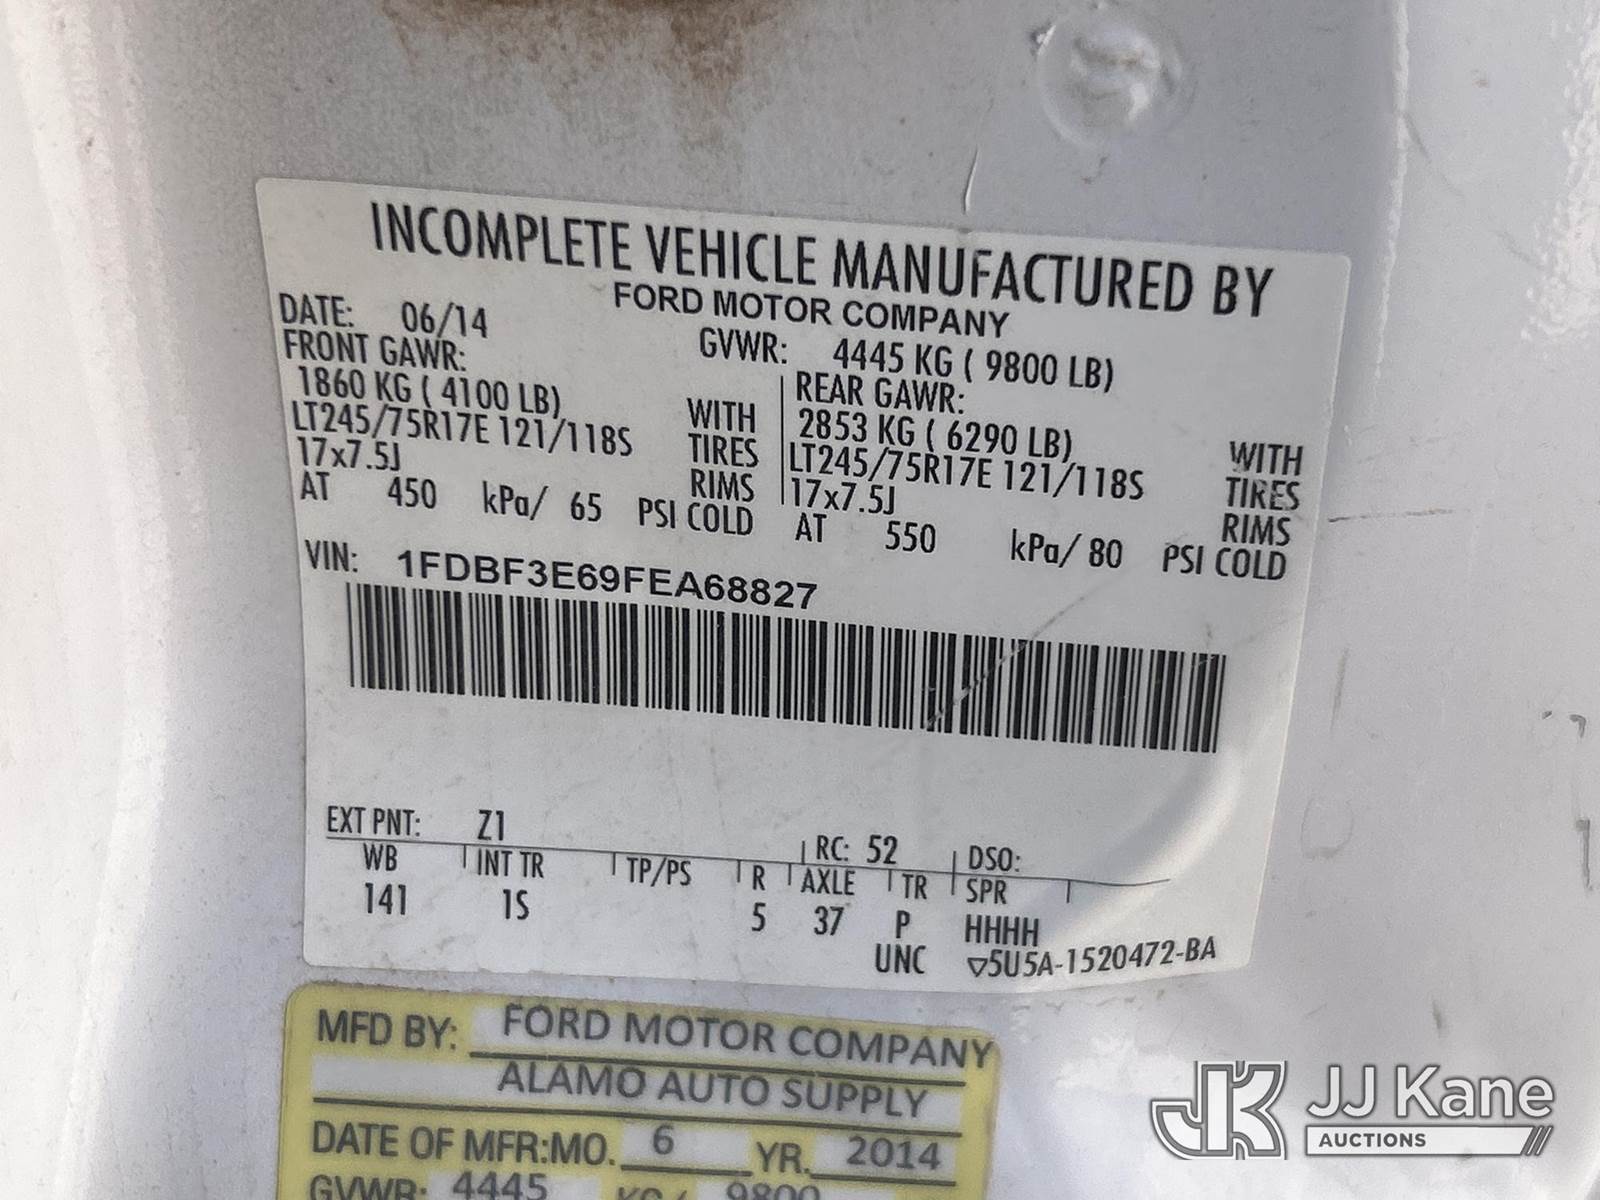 INCOMPLETE VEHICLE MANUFACTURED BY
FORD MOTOR COMPANY
DATE: 06/14 GVWR: 4445 KG ( 9800 LB)
FRONT GAWR: REAR GAWR:
1860 KG ( 4100 LB) WITH 2853 KG ( 6290 LB) WITH
LT245/75R17E 121/118S TIRES LT245/75R17E 121/118S TIRES
17x7.5J RIMS 17x7.5J RIMS
AT 450 kPa/ 65 PSI COLD AT 550 kPa/ 80 PSI COLD
VIN: 1FDBF3E69FEA68827
EXT PNT: Z1 RC: 52 DSO:
WB INT TR TP/PS R AXLE TR SPR
141 1S 5 37 P HHHH
UNC ▽5U5A-1520472-BA
MFD BY: FORD MOTOR COMPANY
ALAMO AUTO SUPPLY
DATE OF MFR:MO. 6 YR. 2014
GVWR: 4445 KG / 9800
JK JJ Kane
AUCTIONS